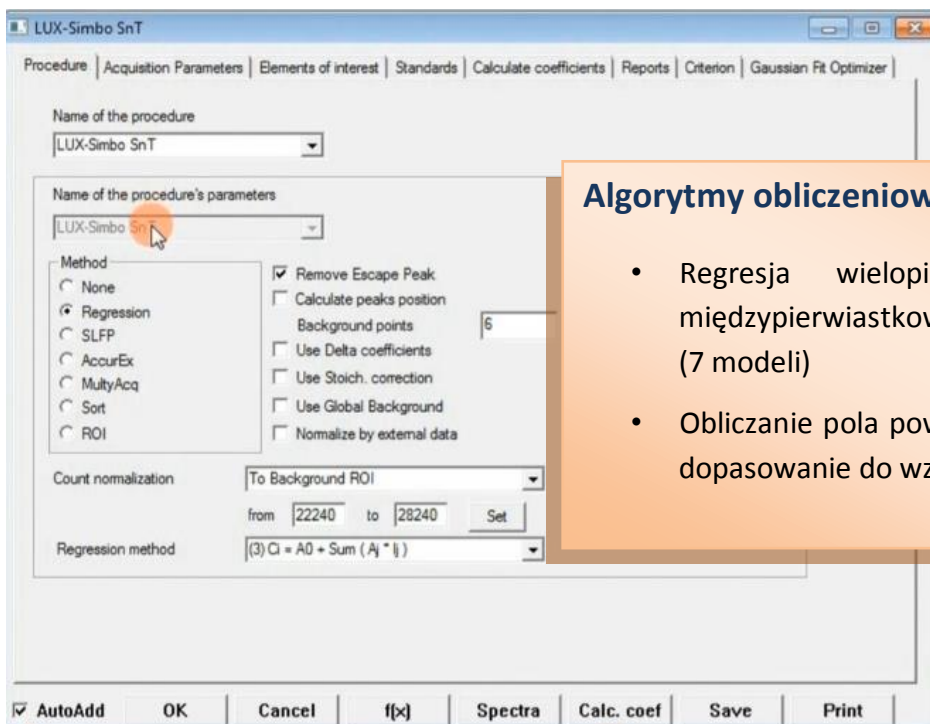 LUX-Simbo SnT
Procedure Acquisition Parameters Elements of interest Standards Calculate coefficients Reports Criterion Gaussian Fit Optimizer
Name of the procedure
LUX-Simbo SnT
Name of the procedure's parameters
LUX-Simbo SnT
Method
None
Regression
SLFP
AccurEx
MultyAcq
Sort
ROI
Remove Escape Peak
Calculate peaks position
Background points 6
Use Delta coefficients
Use Stoich. correction
Use Global Background
Normalize by external data
Count normalization To Background ROI
from 22240 to 28240 Set
Regression method (3) Ci = A0 + Sum ( Aj * Ij )
Algorytmy obliczeniow
• Regresja wielopi
międzypierwiastkow
(7 modeli)
• Obliczanie pola pow
dopasowanie do wz
AutoAdd OK Cancel f(x) Spectra Calc. coef Save Print